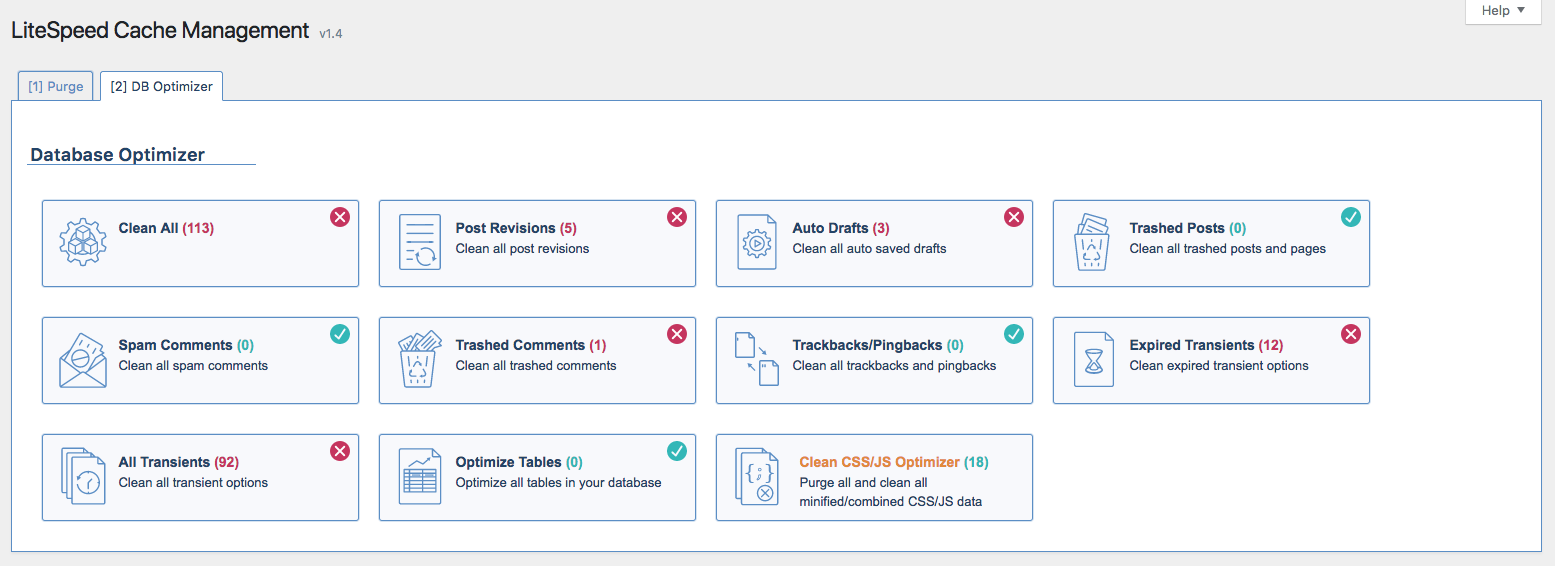 Help
LiteSpeed Cache Management v1.4
[1] Purge
[2] DB Optimizer
Database Optimizer
Clean All (113)
Post Revisions (5)
Clean all post revisions
Auto Drafts (3)
Clean all auto saved drafts
Trashed Posts (0)
Clean all trashed posts and pages
Spam Comments (0)
Clean all spam comments
Trashed Comments (1)
Clean all trashed comments
Trackbacks/Pingbacks (0)
Clean all trackbacks and pingbacks
Expired Transients (12)
Clean expired transient options
All Transients (92)
Clean all transient options
Optimize Tables (0)
Optimize all tables in your database
Clean CSS/JS Optimizer (18)
Purge all and clean all
minified/combined CSS/JS data